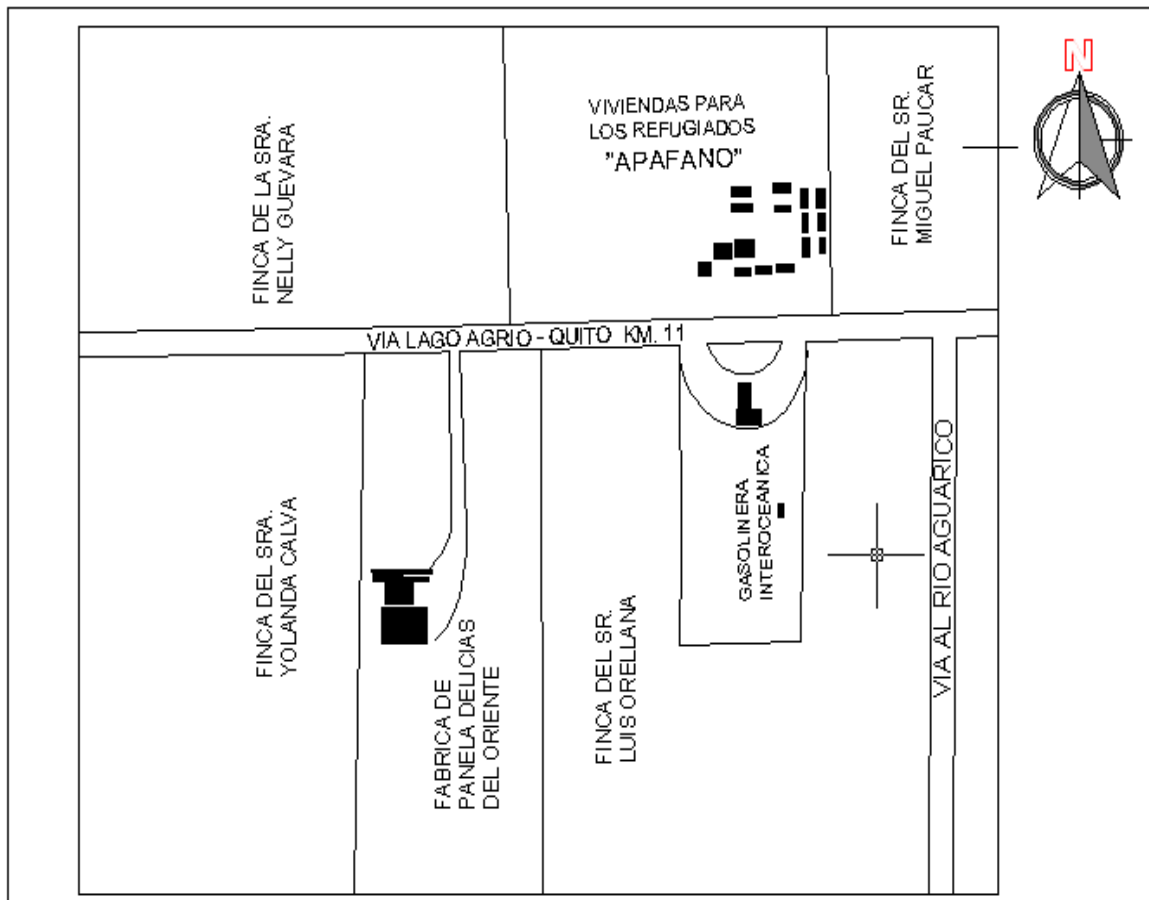 N
VIVIENDAS PARA
LOS REFUGIADOS
"APAFANO"
FINCA DE LA SRA.
NELLY GUEVARA
FINCA DEL SR.
MIGUEL PAUCAR
VIA LAGO AGRIO - QUITO KM. 11
FINCA DEL SRA.
YOLANDA CALVA
FABRICA DE
PANELA DELICIAS
DEL ORIENTE
FINCA DEL SR.
LUIS ORELLANA
GASOLINERA
INTEROCEANICA
VIA AL RIO AGUARICO